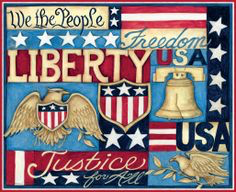 We the People
Freedom
LIBERTY
USA
USA
Justice
for All